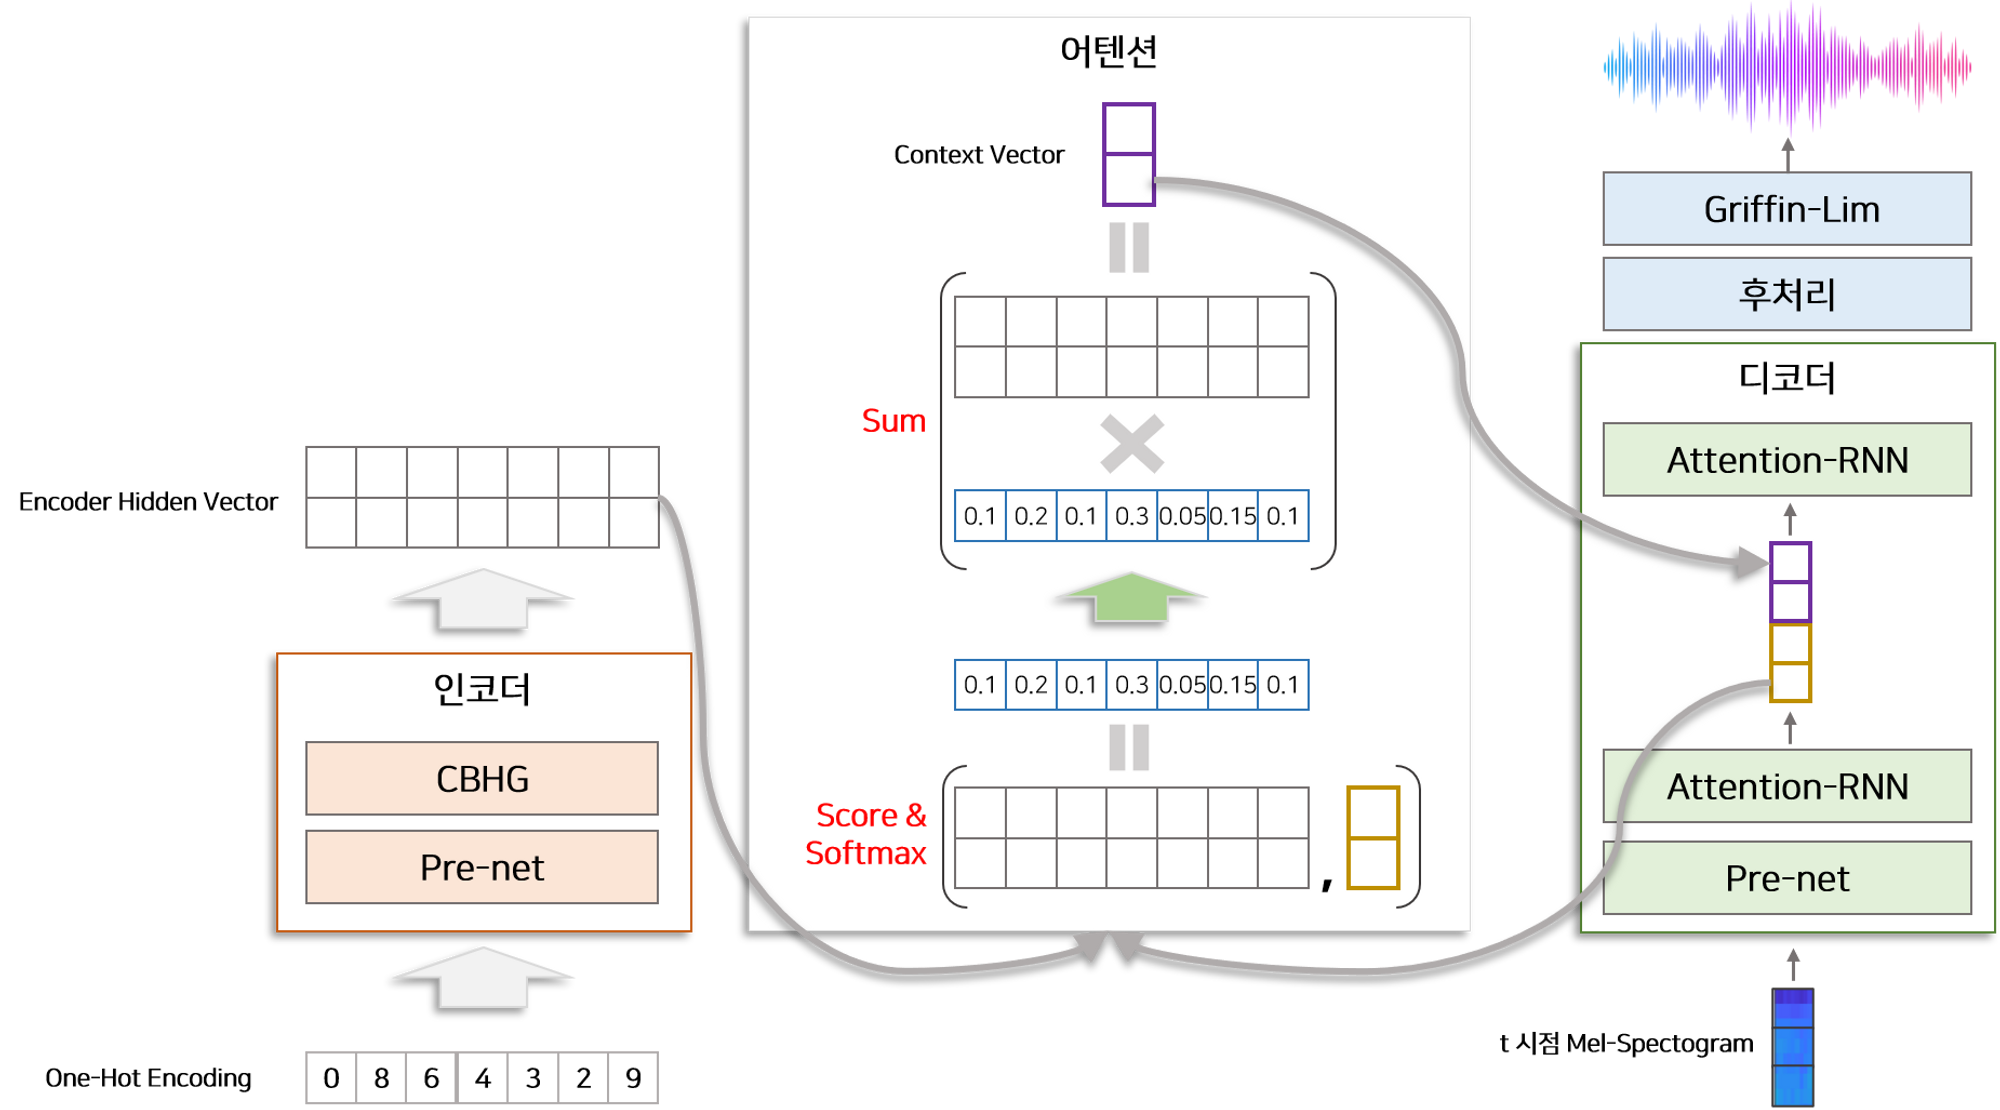 어텐션
Context Vector
Sum
0.1 0.2 0.1 0.3 0.05 0.15 0.1
0.1 0.2 0.1 0.3 0.05 0.15 0.1
Score &
Softmax
,
Encoder Hidden Vector
인코더
CBHG
Pre-net
One-Hot Encoding
0 8 6 4 3 2 9
Griffin-Lim
후처리
디코더
Attention-RNN
Attention-RNN
Pre-net
t 시점 Mel-Spectogram